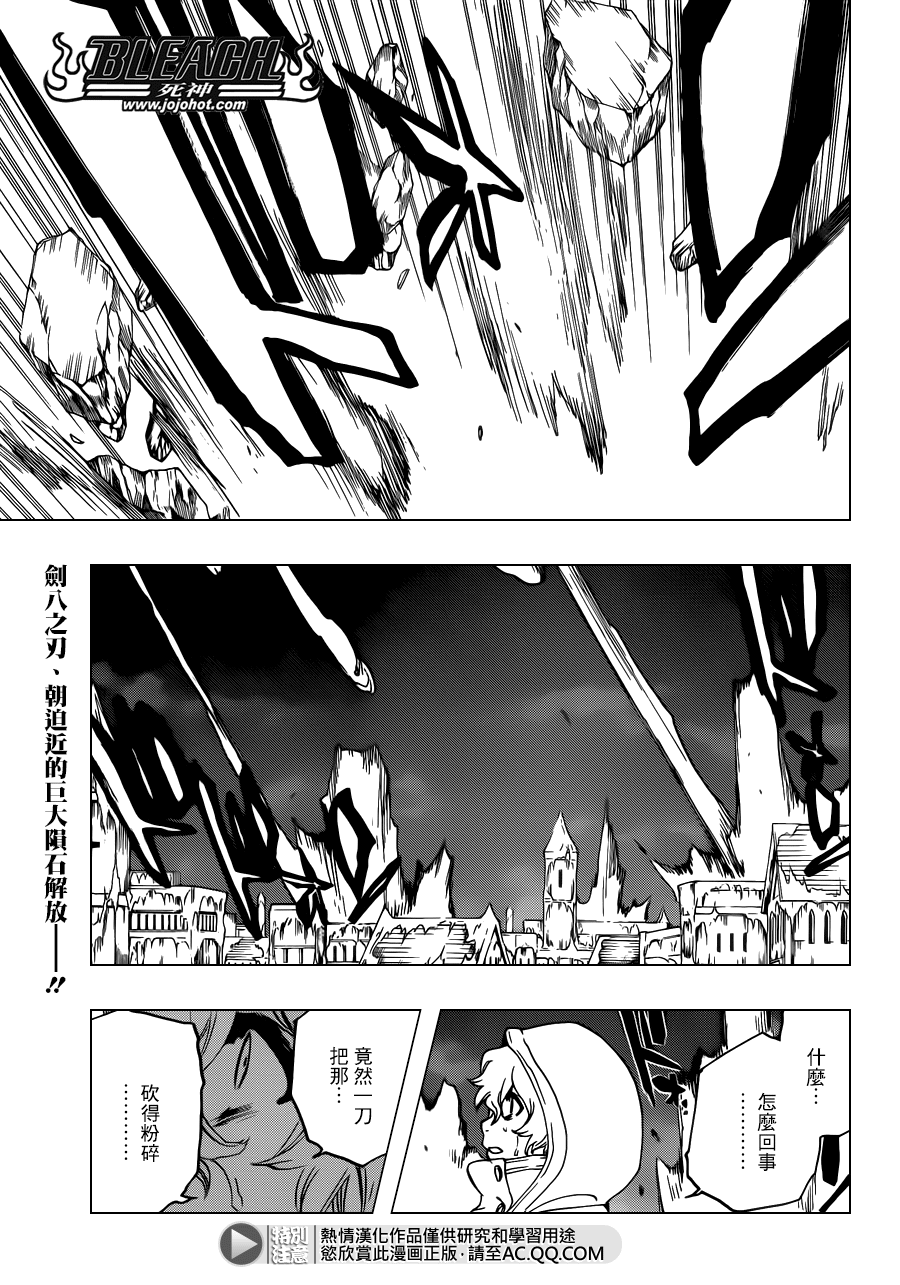 BLEACH
死神
www.jojohot.com
劍八之刃、朝迫近的巨大隕石解放——!!
什麼…
怎麼回事
………
竟然一刀
把那…
砍得粉碎
………
特别
注意
熱情漢化作品僅供研究和學習用途
慾欣賞此漫画正版,請至AC.QQ.COM